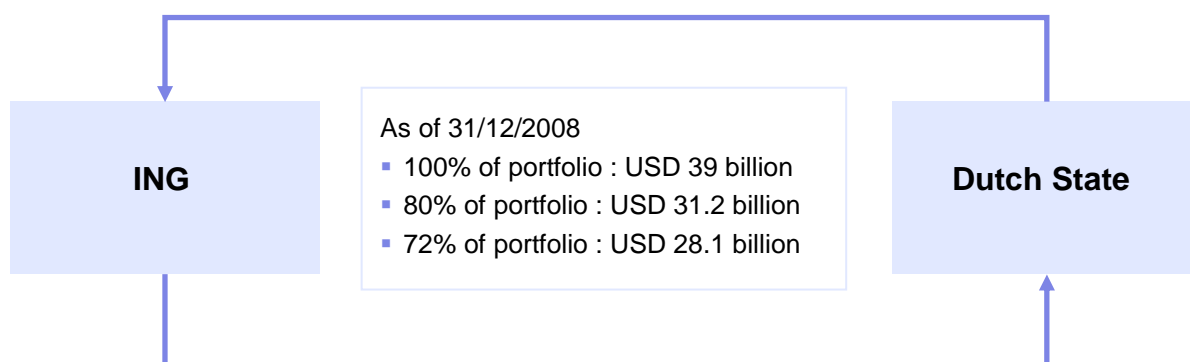 ING
As of 31/12/2008
▪ 100% of portfolio : USD 39 billion
▪ 80% of portfolio : USD 31.2 billion
▪ 72% of portfolio : USD 28.1 billion
Dutch State